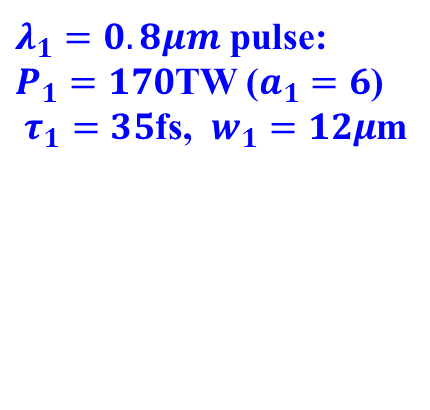 λ₁ = 0.8μm pulse:
P₁ = 170TW (a₁ = 6)
τ₁ = 35fs, w₁ = 12μm